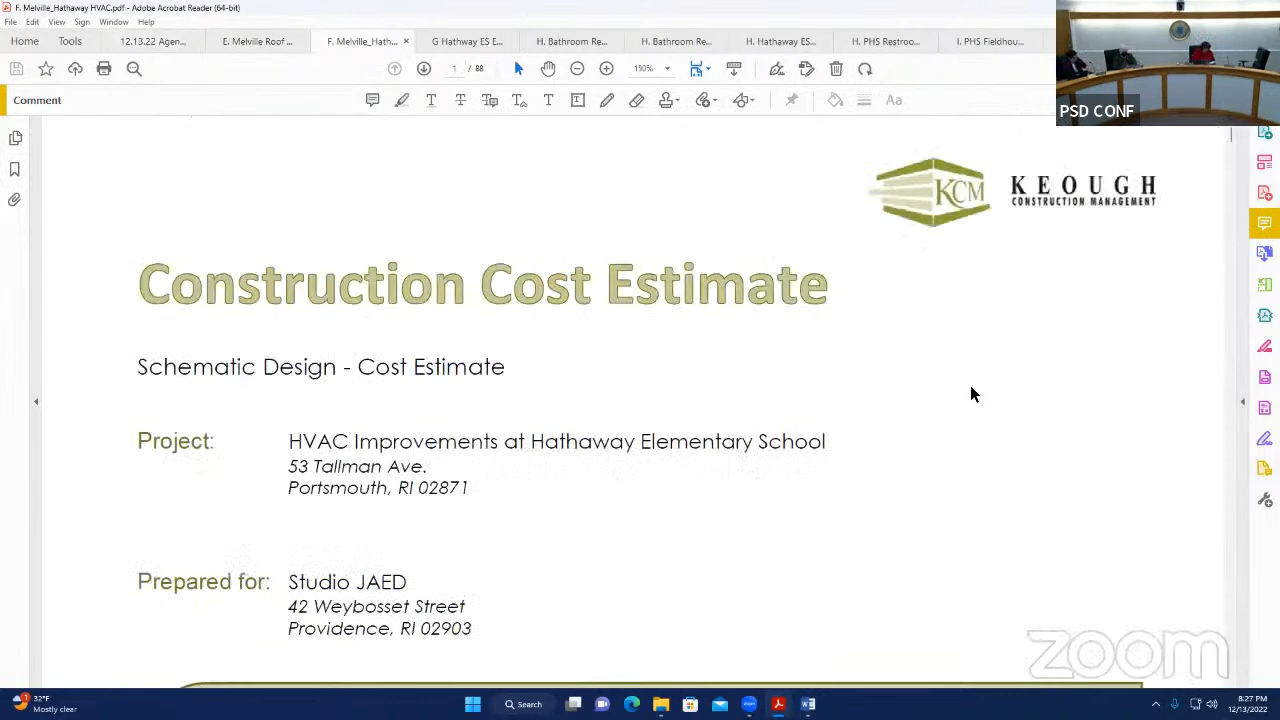 F. Melville_Hathaway HVAC.pdf - Adobe Acrobat Reader (64-bit)
File Edit View Sign Window Help
Home Tools 12.13.22 Agen... E. Melville Roof ... F. Melville_Hath... × G Hathaway - E... H. Bathroom Re... H. Bathroom Re... Hathaway ES... H. PHS Restroo... I. PHS Fieldhou...
1 / 8 150%
Comment
Aa
PSD CONF
KCM KEOUGH
CONSTRUCTION MANAGEMENT
Construction Cost Estimate
Schematic Design - Cost Estimate
Project: HVAC Improvements at Hathaway Elementary School
53 Tallman Ave.
Portsmouth, RI 02871
Prepared for: Studio JAED
42 Weybosset Street
Providence, RI 02903
zoom
1 32°F
Mostly clear
Search
8:27 PM
12/13/2022